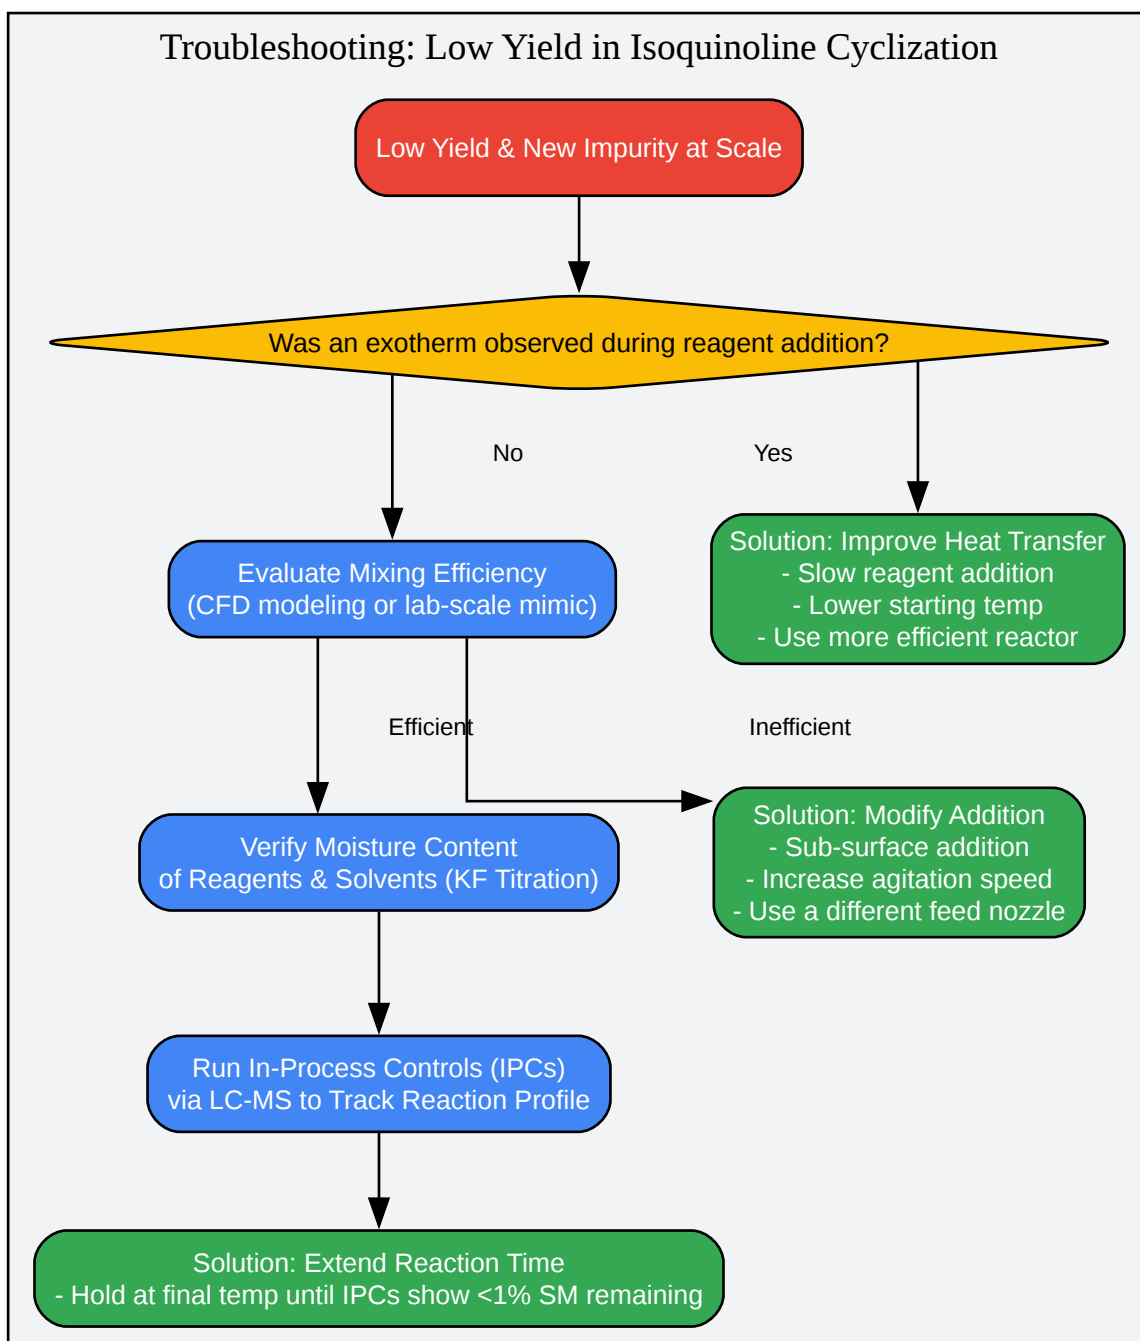 Troubleshooting: Low Yield in Isoquinoline Cyclization
Low Yield & New Impurity at Scale
Was an exotherm observed during reagent addition?
No
Yes
Evaluate Mixing Efficiency
(CFD modeling or lab-scale mimic)
Solution: Improve Heat Transfer
- Slow reagent addition
- Lower starting temp
- Use more efficient reactor
Efficient
Inefficient
Verify Moisture Content
of Reagents & Solvents (KF Titration)
Solution: Modify Addition
- Sub-surface addition
- Increase agitation speed
- Use a different feed nozzle
Run In-Process Controls (IPCs)
via LC-MS to Track Reaction Profile
Solution: Extend Reaction Time
- Hold at final temp until IPCs show <1% SM remaining